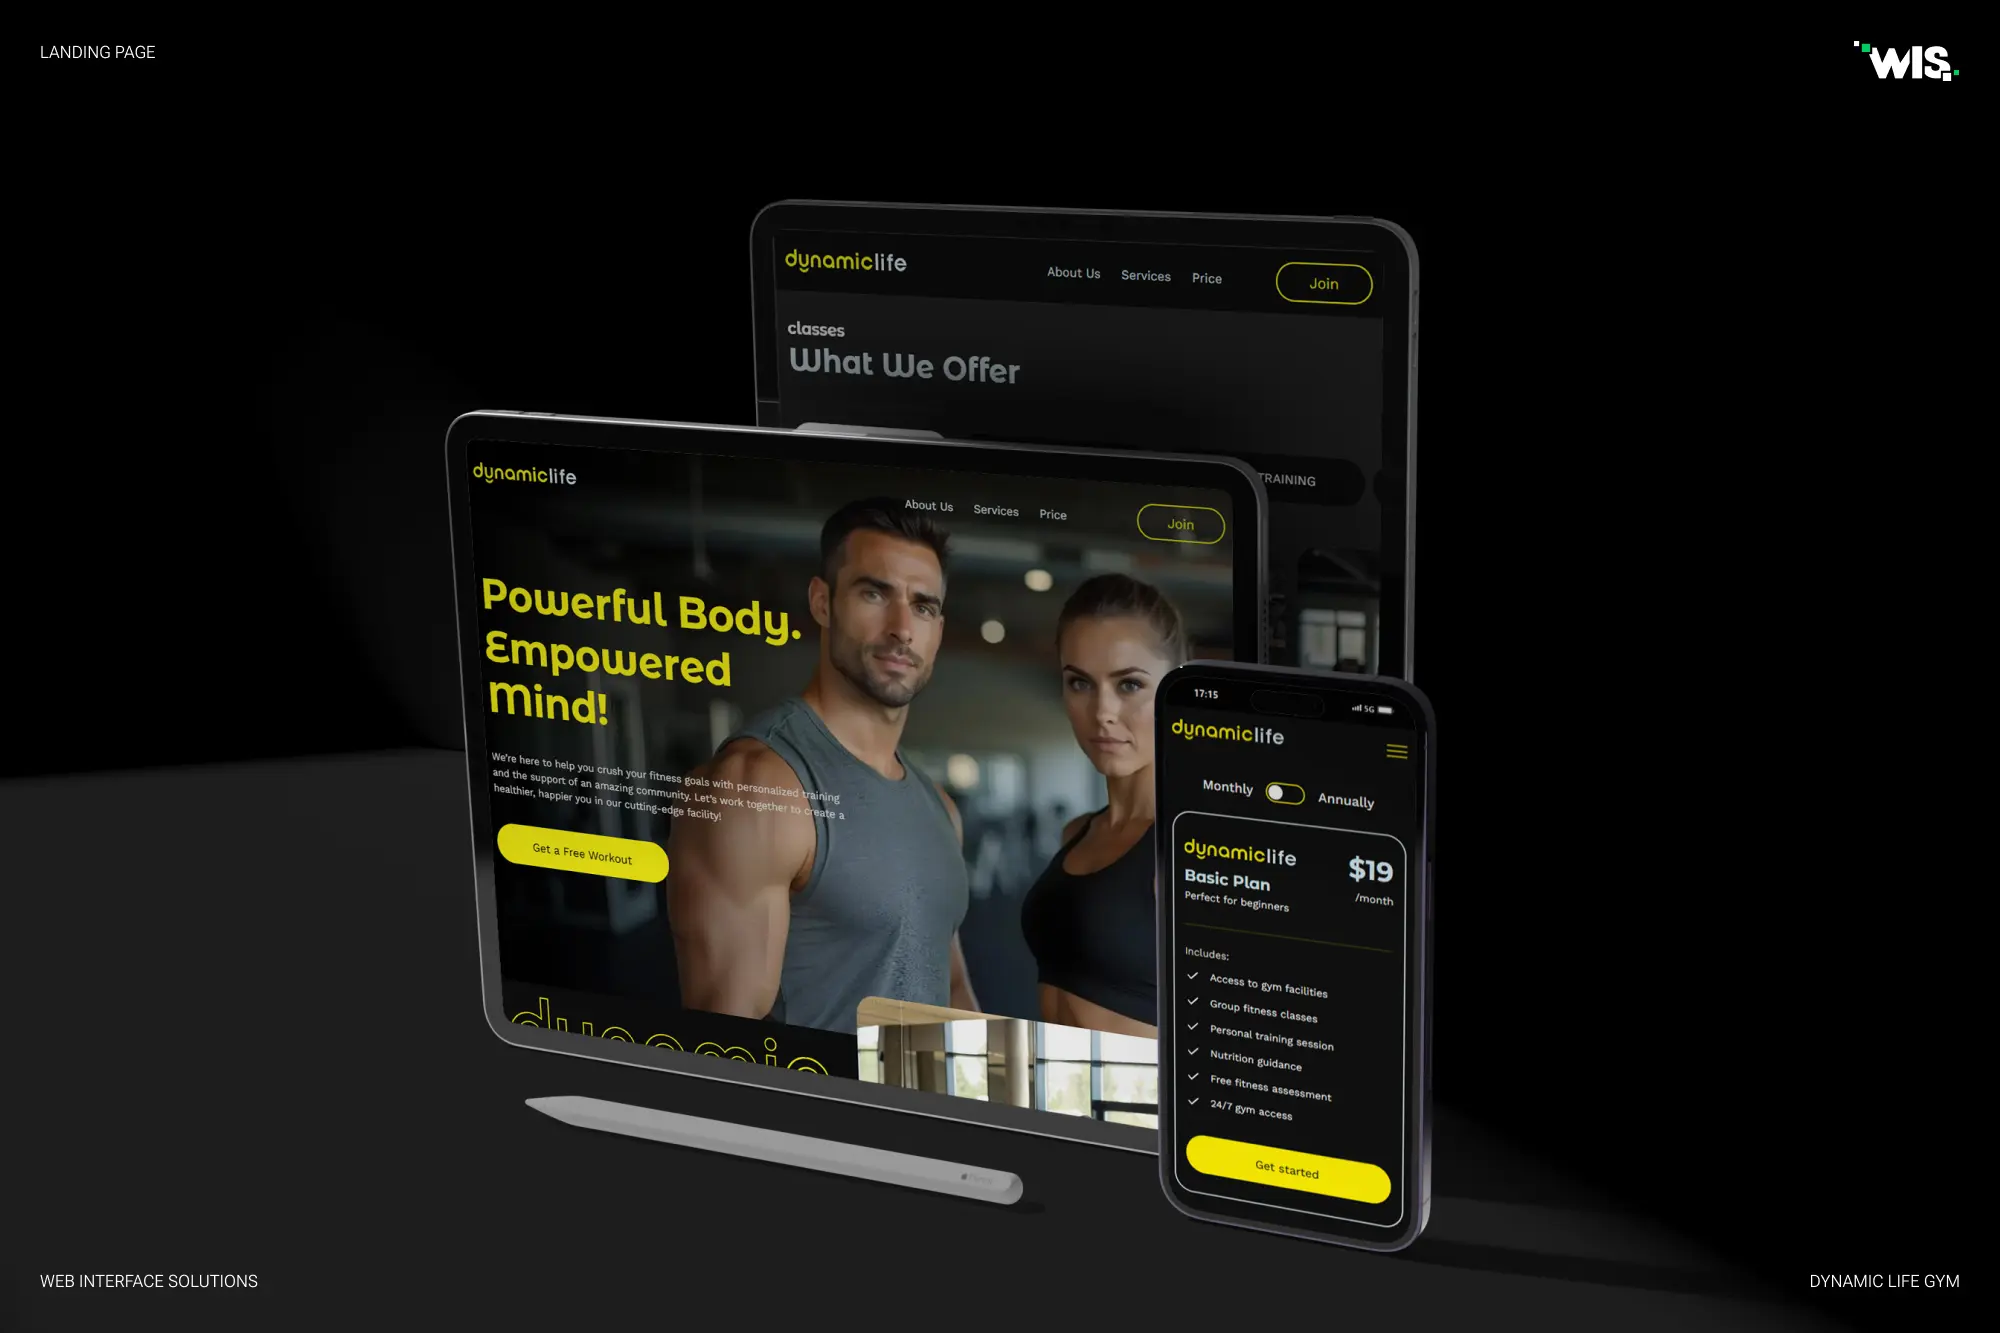 LANDING PAGE
WIS.
dynamiclife
About Us Services Price Join
classes
What We Offer
TRAINING
dynamiclife
About Us Services Price Join
Powerful Body.
Empowered
Mind!
We're here to help you crush your fitness goals with personalized training
and the support of an amazing community. Let's work together to create a
healthier, happier you in our cutting-edge facility!
Get a Free Workout
dynamic
17:15 5G
dynamiclife
Monthly Annually
dynamiclife
$19
Basic Plan
/month
Perfect for beginners
Includes:
Access to gym facilities
Group fitness classes
Personal training session
Nutrition guidance
Free fitness assessment
24/7 gym access
Get started
WEB INTERFACE SOLUTIONS
DYNAMIC LIFE GYM